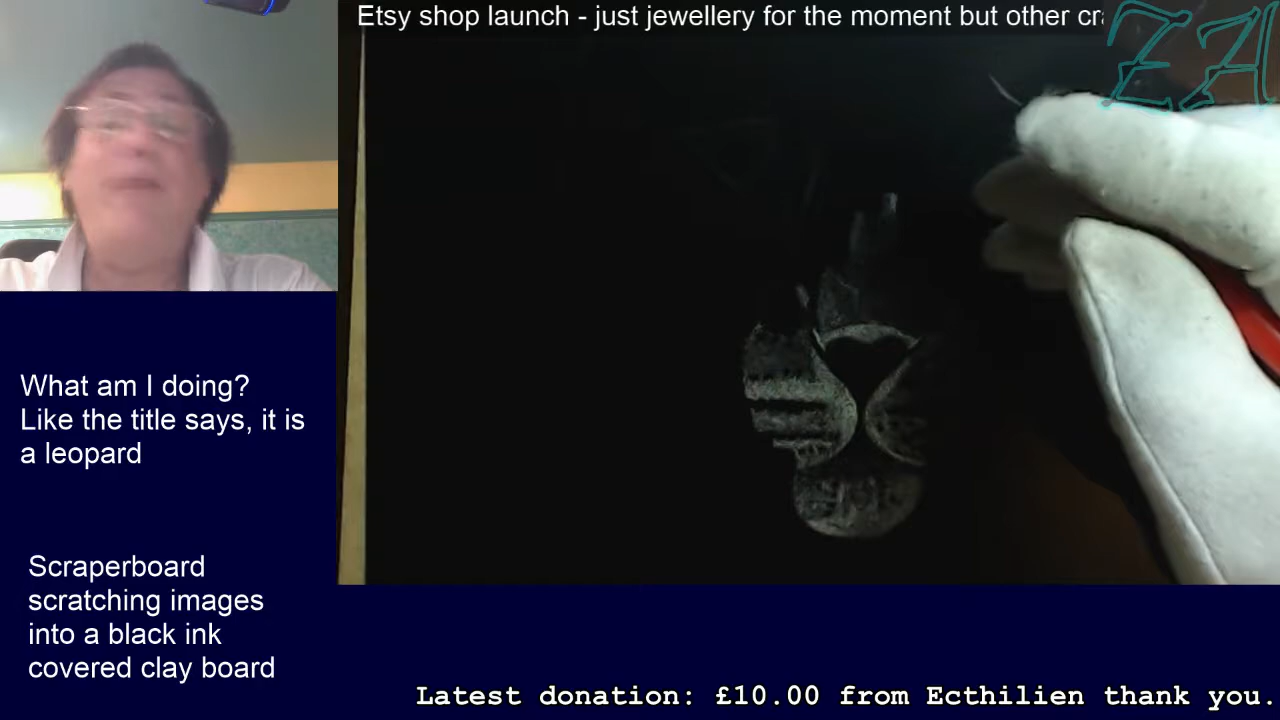 Etsy shop launch - just jewellery for the moment but other
ZA
What am I doing?
Like the title says, it is
a leopard
Scraperboard
scratching images
into a black ink
covered clay board
Latest donation: £10.00 from Ecthilien thank you.